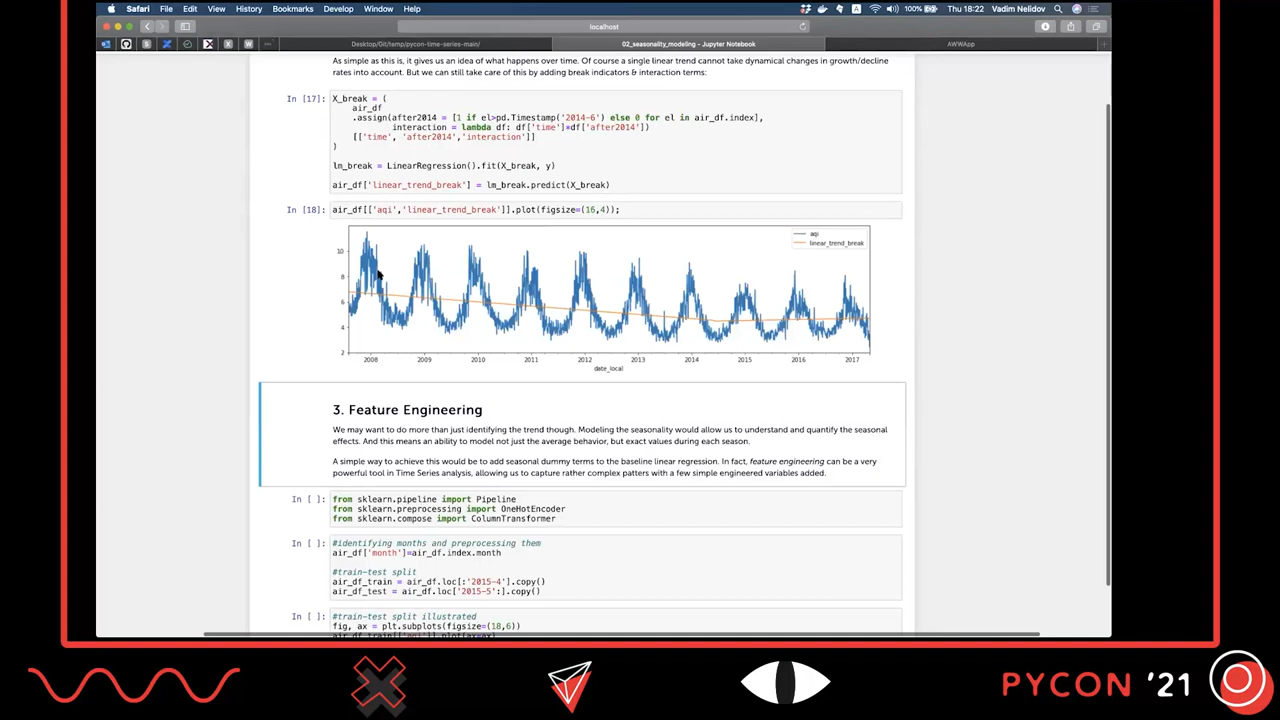 Safari File Edit View History Bookmarks Develop Window Help
100% Thu 18:22 Vadim Nelidov
localhost
Desktop/Git/temp/pycon-time-series-main/
02_seasonality_modeling - Jupyter Notebook
AWWApp
As simple as this is, it gives us an idea of what happens over time. Of course a single linear trend cannot take dynamical changes in growth/decline
rates into account. But we can still take care of this by adding break indicators & interaction terms:
In [17]: X_break = (
air_df
.assign(after2014 = [1 if el>pd.Timestamp('2014-6') else 0 for el in air_df.index],
interaction = lambda df: df['time']*df['after2014'])
[['time', 'after2014','interaction']]
)
lm_break = LinearRegression().fit(X_break, y)
air_df['linear_trend_break'] = lm_break.predict(X_break)
In [18]: air_df[['aqi','linear_trend_break']].plot(figsize=(16,4));
aqi
linear_trend_break
10
8
6
4
2
2008 2009 2010 2011 2012 2013 2014 2015 2016 2017
date_local
3. Feature Engineering
We may want to do more than just identifying the trend though. Modeling the seasonality would allow us to understand and quantify the seasonal
effects. And this means an ability to model not just the average behavior, but exact values during each season.
A simple way to achieve this would be to add seasonal dummy terms to the baseline linear regression. In fact, feature engineering can be a very
powerful tool in Time Series analysis, allowing us to capture rather complex patters with a few simple engineered variables added.
In [ ]: from sklearn.pipeline import Pipeline
from sklearn.preprocessing import OneHotEncoder
from sklearn.compose import ColumnTransformer
In [ ]: #identifying months and preprocessing them
air_df['month']=air_df.index.month
#train-test split
air_df_train = air_df.loc[:'2015-4'].copy()
air_df_test = air_df.loc['2015-5':].copy()
In [ ]: #train-test split illustrated
fig, ax = plt.subplots(figsize=(18,6))
air_df_train[['aqi']].plot(ax=ax)
PYCON '21